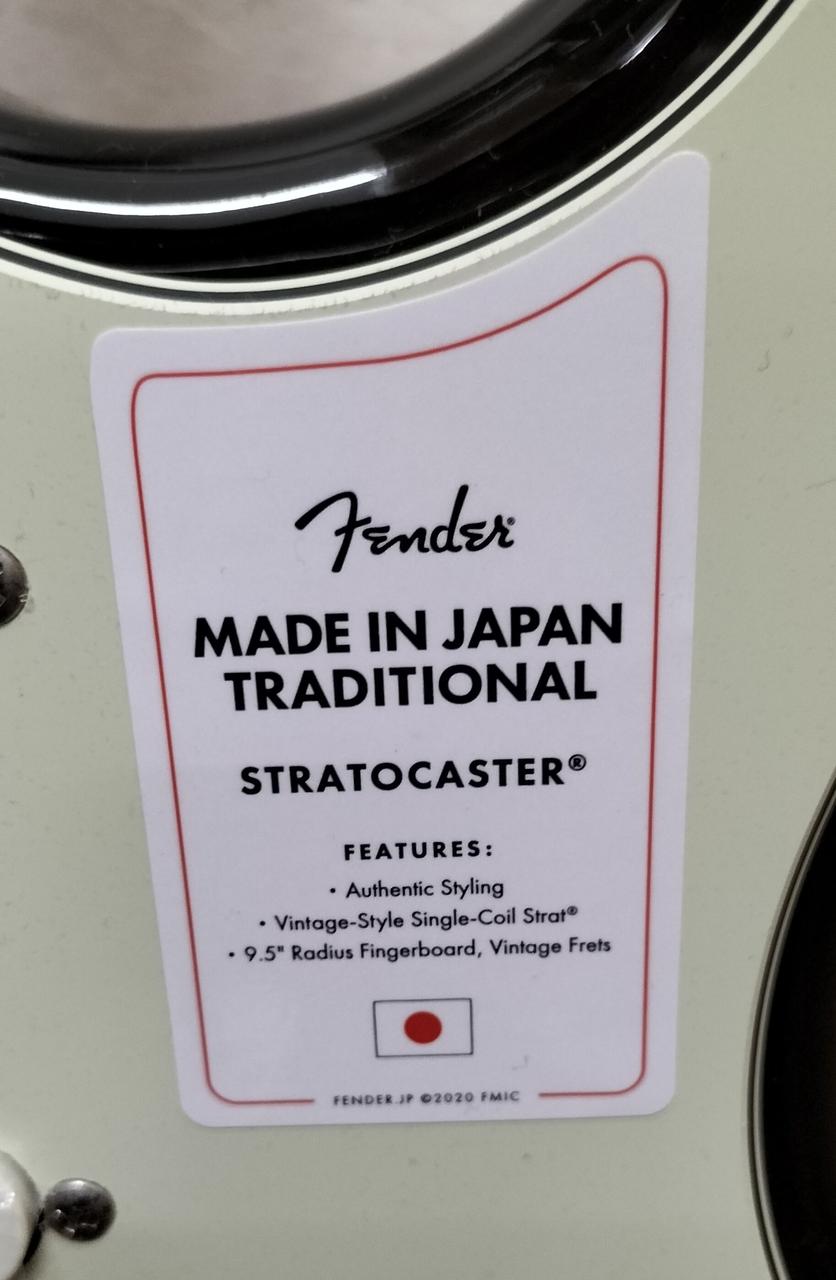 Fender®
MADE IN JAPAN
TRADITIONAL
STRATOCASTER®
FEATURES:
• Authentic Styling
• Vintage-Style Single-Coil Strat®
• 9.5" Radius Fingerboard, Vintage Frets
FENDER.JP ©2020 FMIC